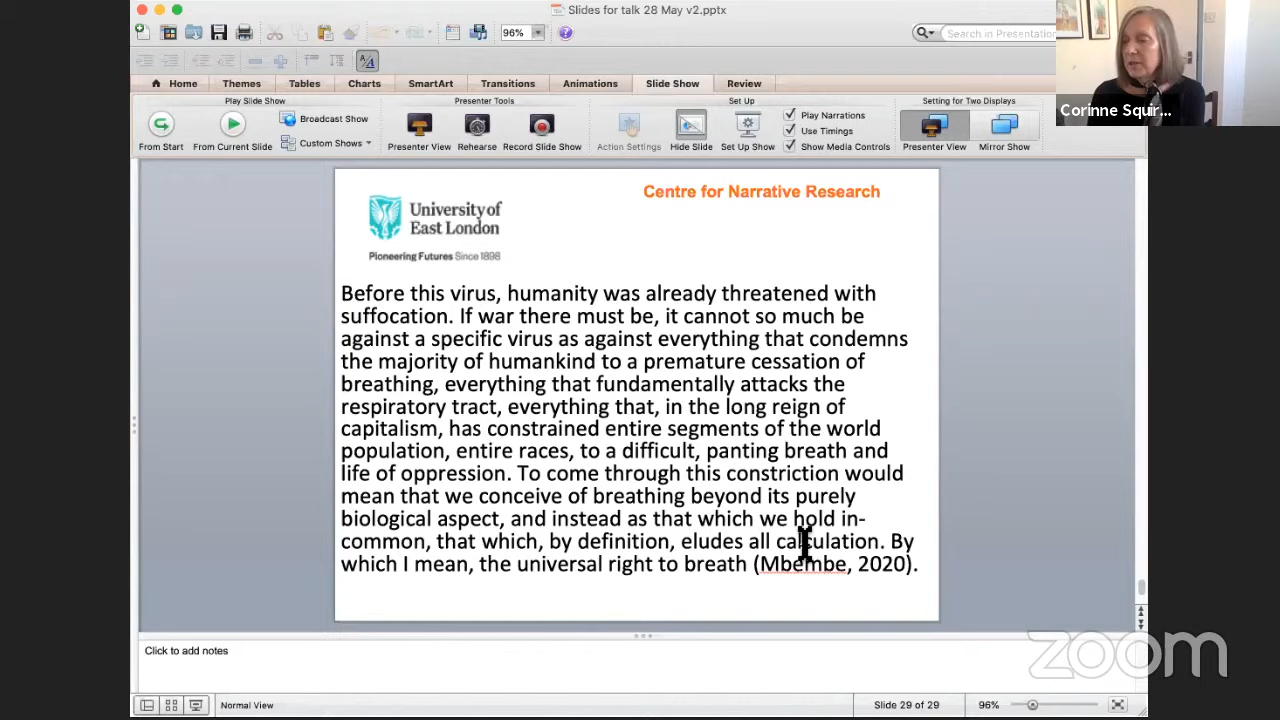 Slides for talk 28 May v2.pptx
96%
Search in Presentation
Home Themes Tables Charts SmartArt Transitions Animations Slide Show Review
Play Slide Show Presenter Tools Set Up Setting for Two Displays
Broadcast Show
Custom Shows
Play Narrations
Use Timings
Show Media Controls
From Start From Current Slide Presenter View Rehearse Record Slide Show Action Settings Hide Slide Set Up Show Presenter View Mirror Show
Corinne Squir...
Centre for Narrative Research
University of
East London
Pioneering Futures Since 1898
Before this virus, humanity was already threatened with
suffocation. If war there must be, it cannot so much be
against a specific virus as against everything that condemns
the majority of humankind to a premature cessation of
breathing, everything that fundamentally attacks the
respiratory tract, everything that, in the long reign of
capitalism, has constrained entire segments of the world
population, entire races, to a difficult, panting breath and
life of oppression. To come through this constriction would
mean that we conceive of breathing beyond its purely
biological aspect, and instead as that which we hold in-
common, that which, by definition, eludes all calculation. By
which I mean, the universal right to breath (Mbembe, 2020).
Click to add notes
zoom
Normal View Slide 29 of 29 96%